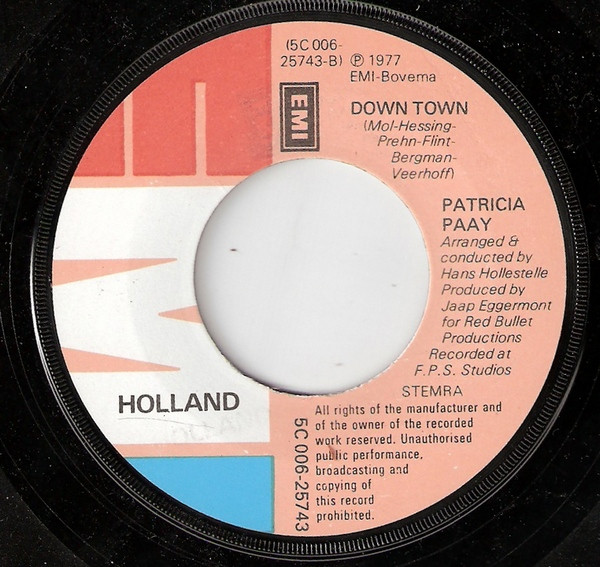 (5C 006-
25743-B) ℗ 1977
EMI-Bovema
EMI
DOWN TOWN
(Mol-Hessing-
Prehn-Flint-
Bergman-
Veerhoff)
PATRICIA
PAAY
Arranged &
conducted by
Hans Hollestelle
Produced by
Jaap Eggermont
for Red Bullet
Productions
Recorded at
F.P.S. Studios
STEMRA
HOLLAND
5C 006-25743
All rights of the manufacturer and
of the owner of the recorded
work reserved. Unauthorised
public performance,
broadcasting and
copying of
this record
prohibited.